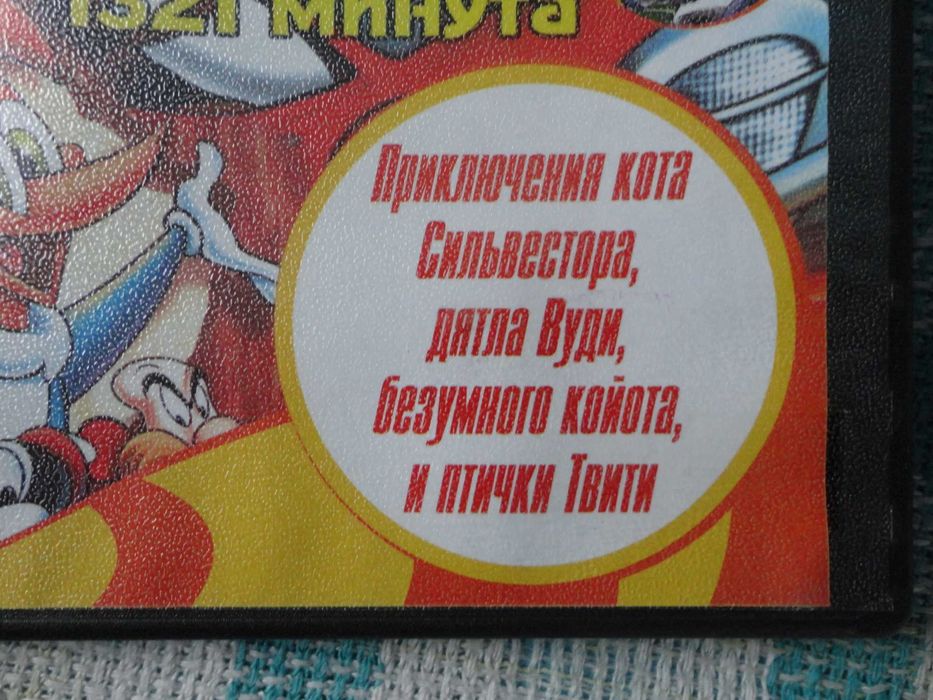 1321 минута
Приключения кота
Сильвестора,
дятла Вуди,
безумного койота,
и птички Твити